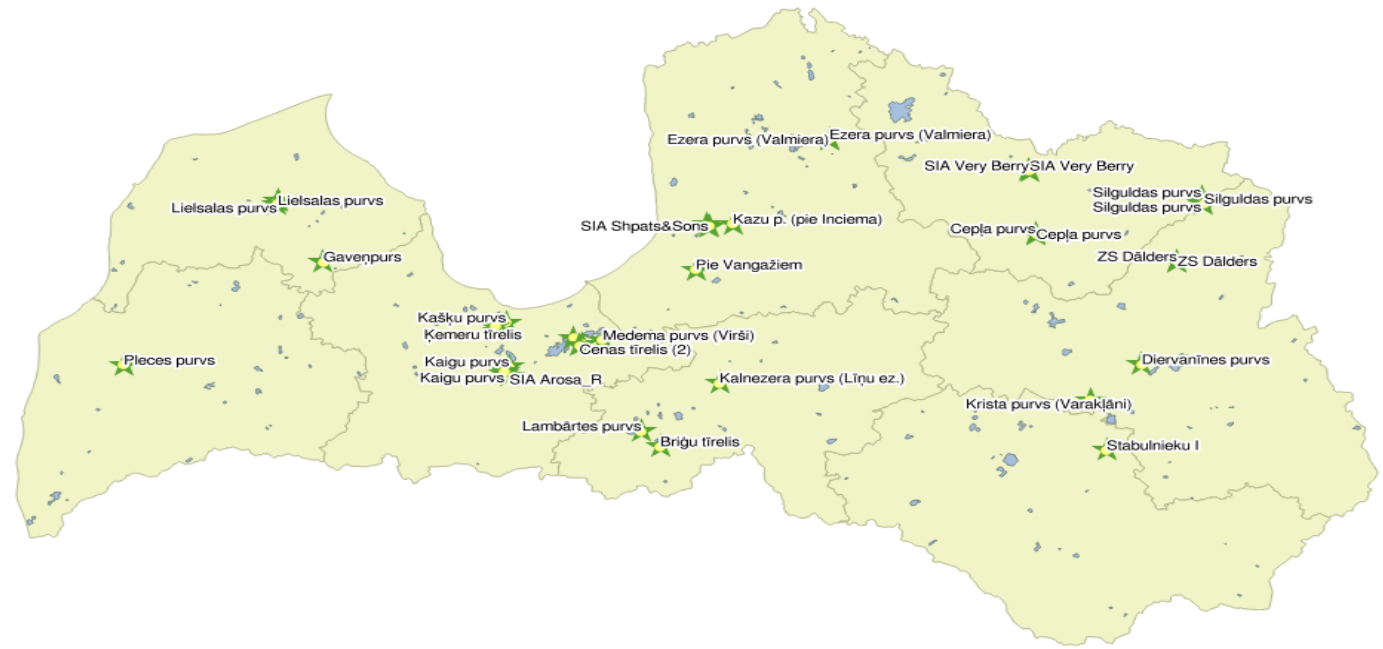 Ezera purvs (Valmiera)
Ezera purvs (Valmiera)
SIA Very Berry
SIA Very Berry
Silguldas purvs
Silguldas purvs
Silguldas purvs
Lielsalas purvs
Lielsalas purvs
SIA Shpats&Sons
Kazu p. (pie Inciema)
Cepļa purvs
Cepļa purvs
Gaveņpurs
Pie Vangažiem
ZS Dālders
ZS Dālders
Kašķu purvs
Ķemeru tīrelis
Medema purvs (Virši)
Cenas tīrelis (2)
Pleces purvs
Kaigu purvs
Kaigu purvs
SIA Arosa_R
Kalnezera purvs (Līņu ez.)
Diervanīnes purvs
Krista purvs (Varakļāni)
Lambārtes purvs
Briģu tīrelis
Stabulnieku I